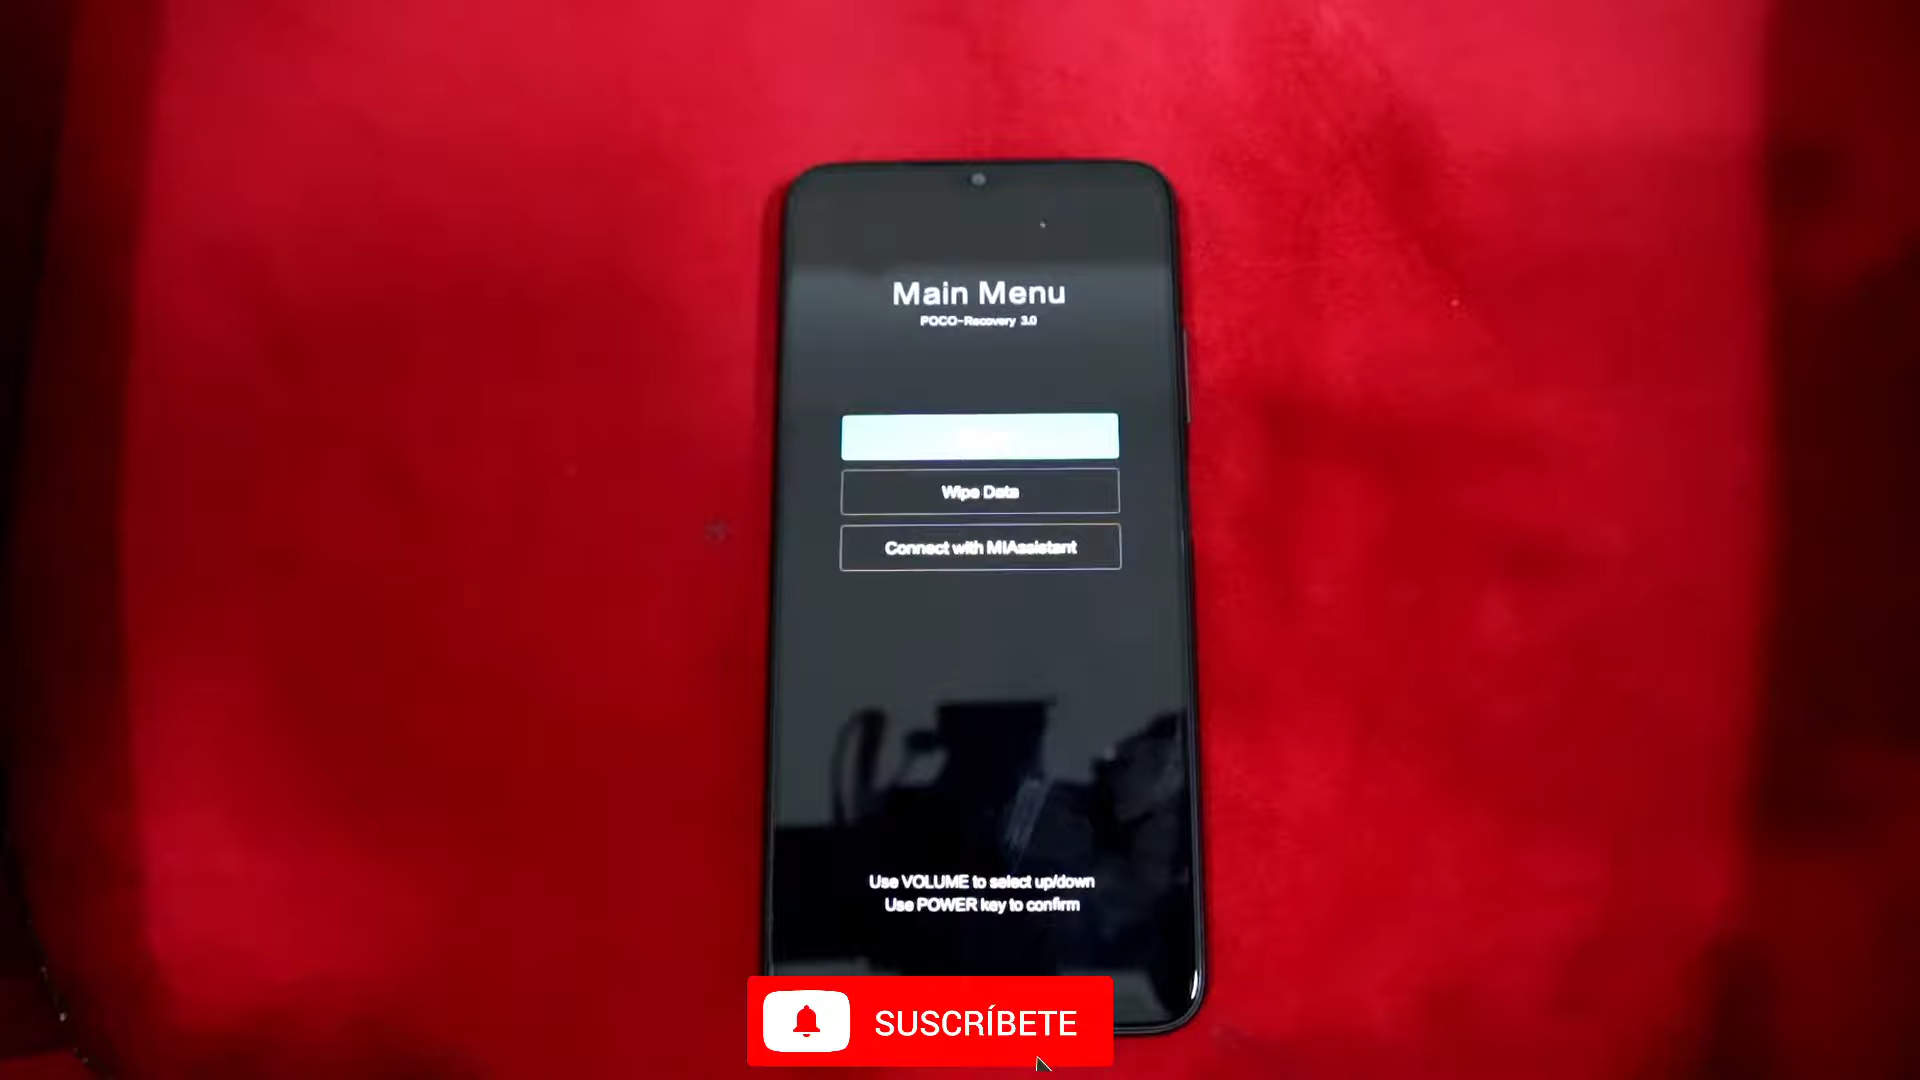 Main Menu
POCO-Recovery 3.0
Wipe Data
Connect with MIAssistant
Use VOLUME to select up/down
Use POWER key to confirm
SUSCRÍBETE